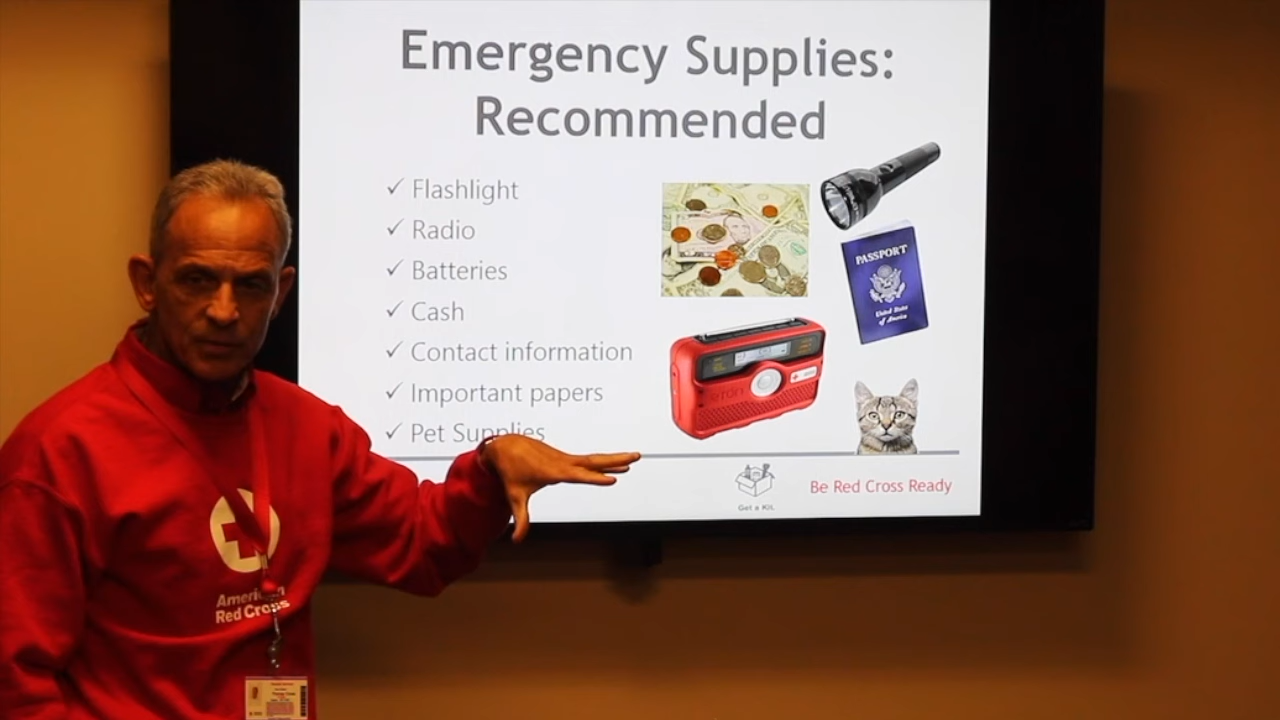 Emergency Supplies:
Recommended
✓ Flashlight
✓ Radio
✓ Batteries
✓ Cash
✓ Contact information
✓ Important papers
✓ Pet Supplies
PASSPORT
United States
of America
Get a Kit.
Be Red Cross Ready
American
Red Cross